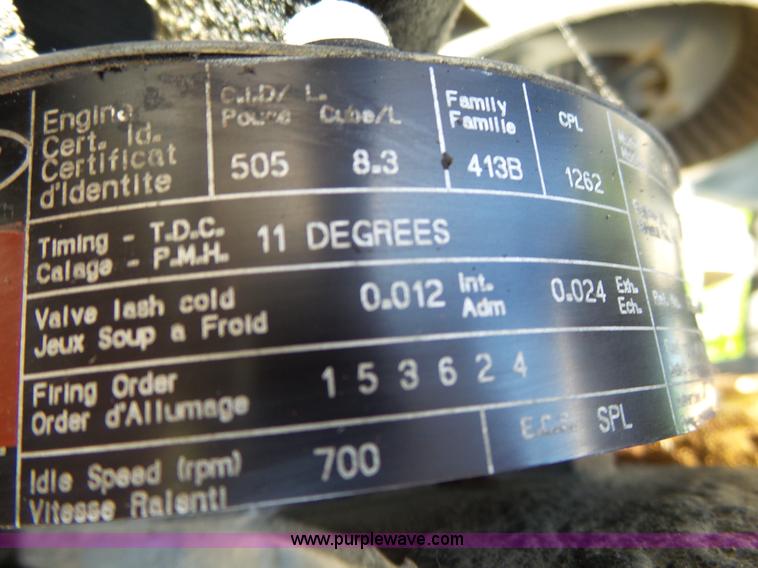 Engine
Cert. Id.
Certificat
d'Identite
C.I.D/ L.
Pouce Cube/L
505 8.3
Family
Famille
413B
CPL
1262
Timing - T.D.C.
Calage - P.M.H.
11 DEGREES
Valve lash cold
Jeux Soup a Froid
0.012 Int.
Adm
0.024 Exh.
Ech.
Firing Order
Order d'Allumage
1 5 3 6 2 4
Idle Speed (rpm)
Vitesse Ralenti
700
SPL
www.purplewave.com